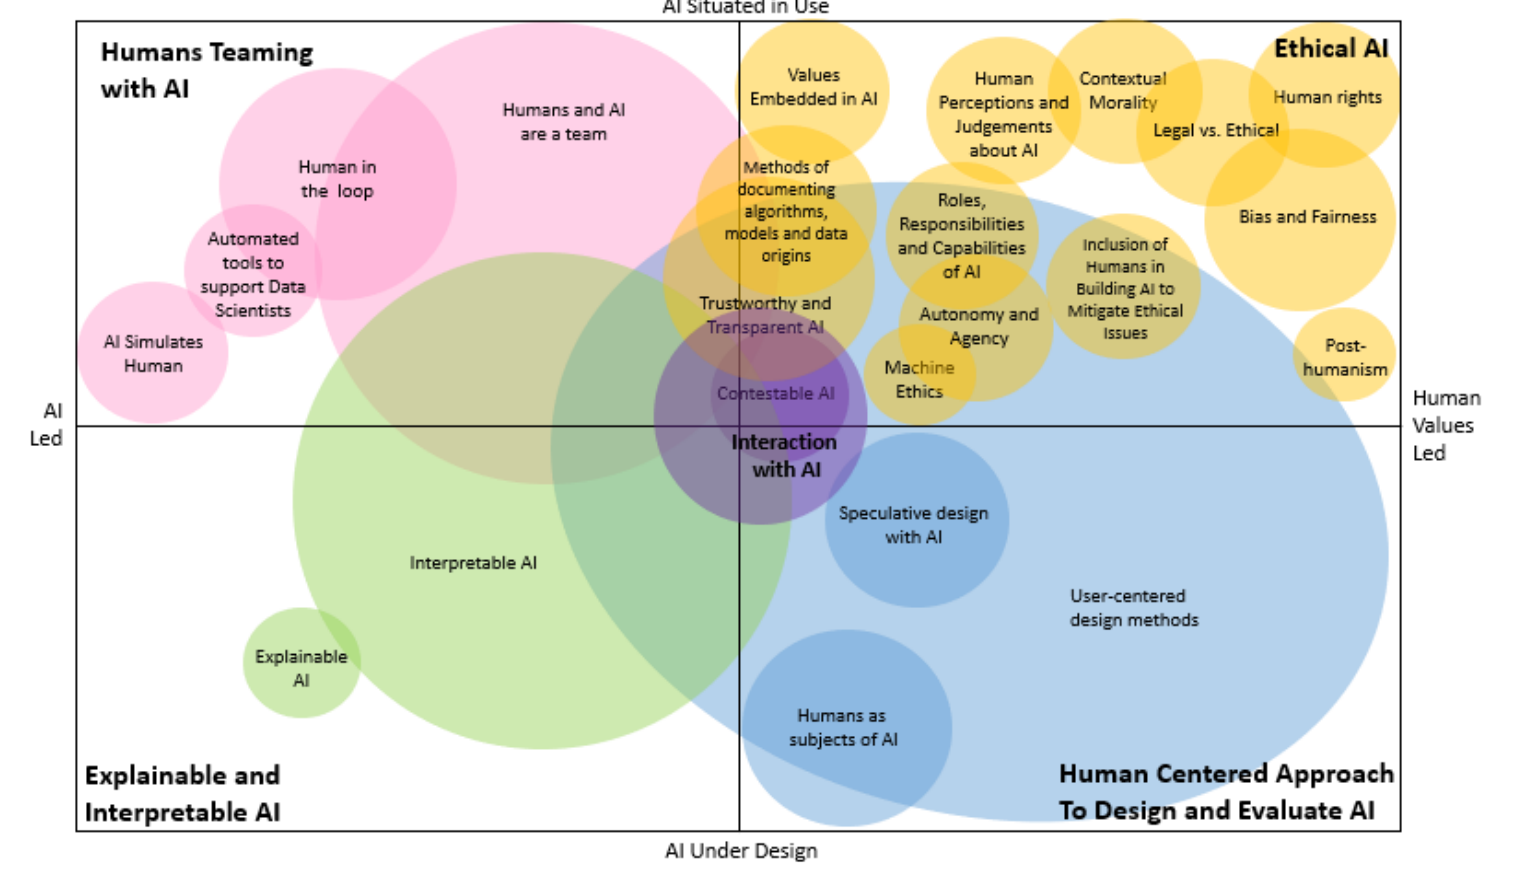 AI Situated in Use
Humans Teaming
with AI
Humans and AI
are a team
Human in
the loop
Automated
tools to
support Data
Scientists
AI Simulates
Human
Ethical AI
Values
Embedded in AI
Human
Perceptions and
Judgements
about AI
Contextual
Morality
Legal vs. Ethical
Human rights
Methods of
documenting
algorithms,
models and data
origins
Roles,
Responsibilities
and Capabilities
of AI
Inclusion of
Humans in
Building AI to
Mitigate Ethical
Issues
Bias and Fairness
Trustworthy and
Transparent AI
Autonomy and
Agency
Machine
Ethics
Post-
humanism
Contestable AI
AI
Led
Human
Values
Led
Interaction
with AI
Speculative design
with AI
Interpretable AI
User-centered
design methods
Explainable
AI
Humans as
subjects of AI
Explainable and
Interpretable AI
Human Centered Approach
To Design and Evaluate AI
AI Under Design